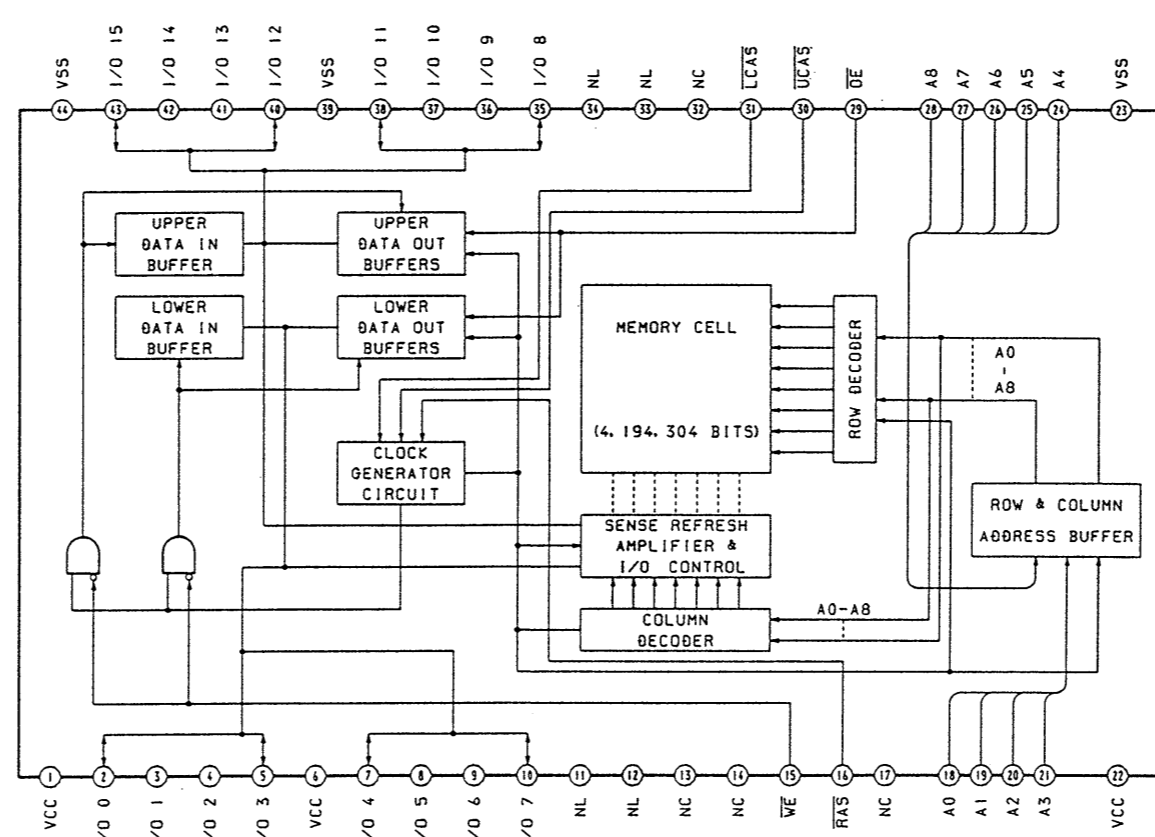 VSS
I/O 15
I/O 14
I/O 13
I/O 12
VSS
I/O 11
I/O 10
I/O 9
I/O 8
NL
NL
NC
LCAS
UCAS
OE
A8
A7
A6
A5
A4
VSS
44
43
42
41
40
39
38
37
36
35
34
33
32
31
30
29
28
27
26
25
24
23
UPPER
DATA IN
BUFFER
UPPER
DATA OUT
BUFFERS
LOWER
DATA IN
BUFFER
LOWER
DATA OUT
BUFFERS
MEMORY CELL
(4,194,304 BITS)
ROW DECODER
A0
A8
CLOCK
GENERATOR
CIRCUIT
SENSE REFRESH
AMPLIFIER &
I/O CONTROL
ROW & COLUMN
ADDRESS BUFFER
COLUMN
DECODER
A0-A8
1
2
3
4
5
6
7
8
9
10
11
12
13
14
15
16
17
18
19
20
21
22
VCC
/O 0
/O 1
/O 2
/O 3
VCC
/O 4
/O 5
/O 6
/O 7
NL
NL
NC
NC
WE
RAS
NC
A0
A1
A2
A3
VCC